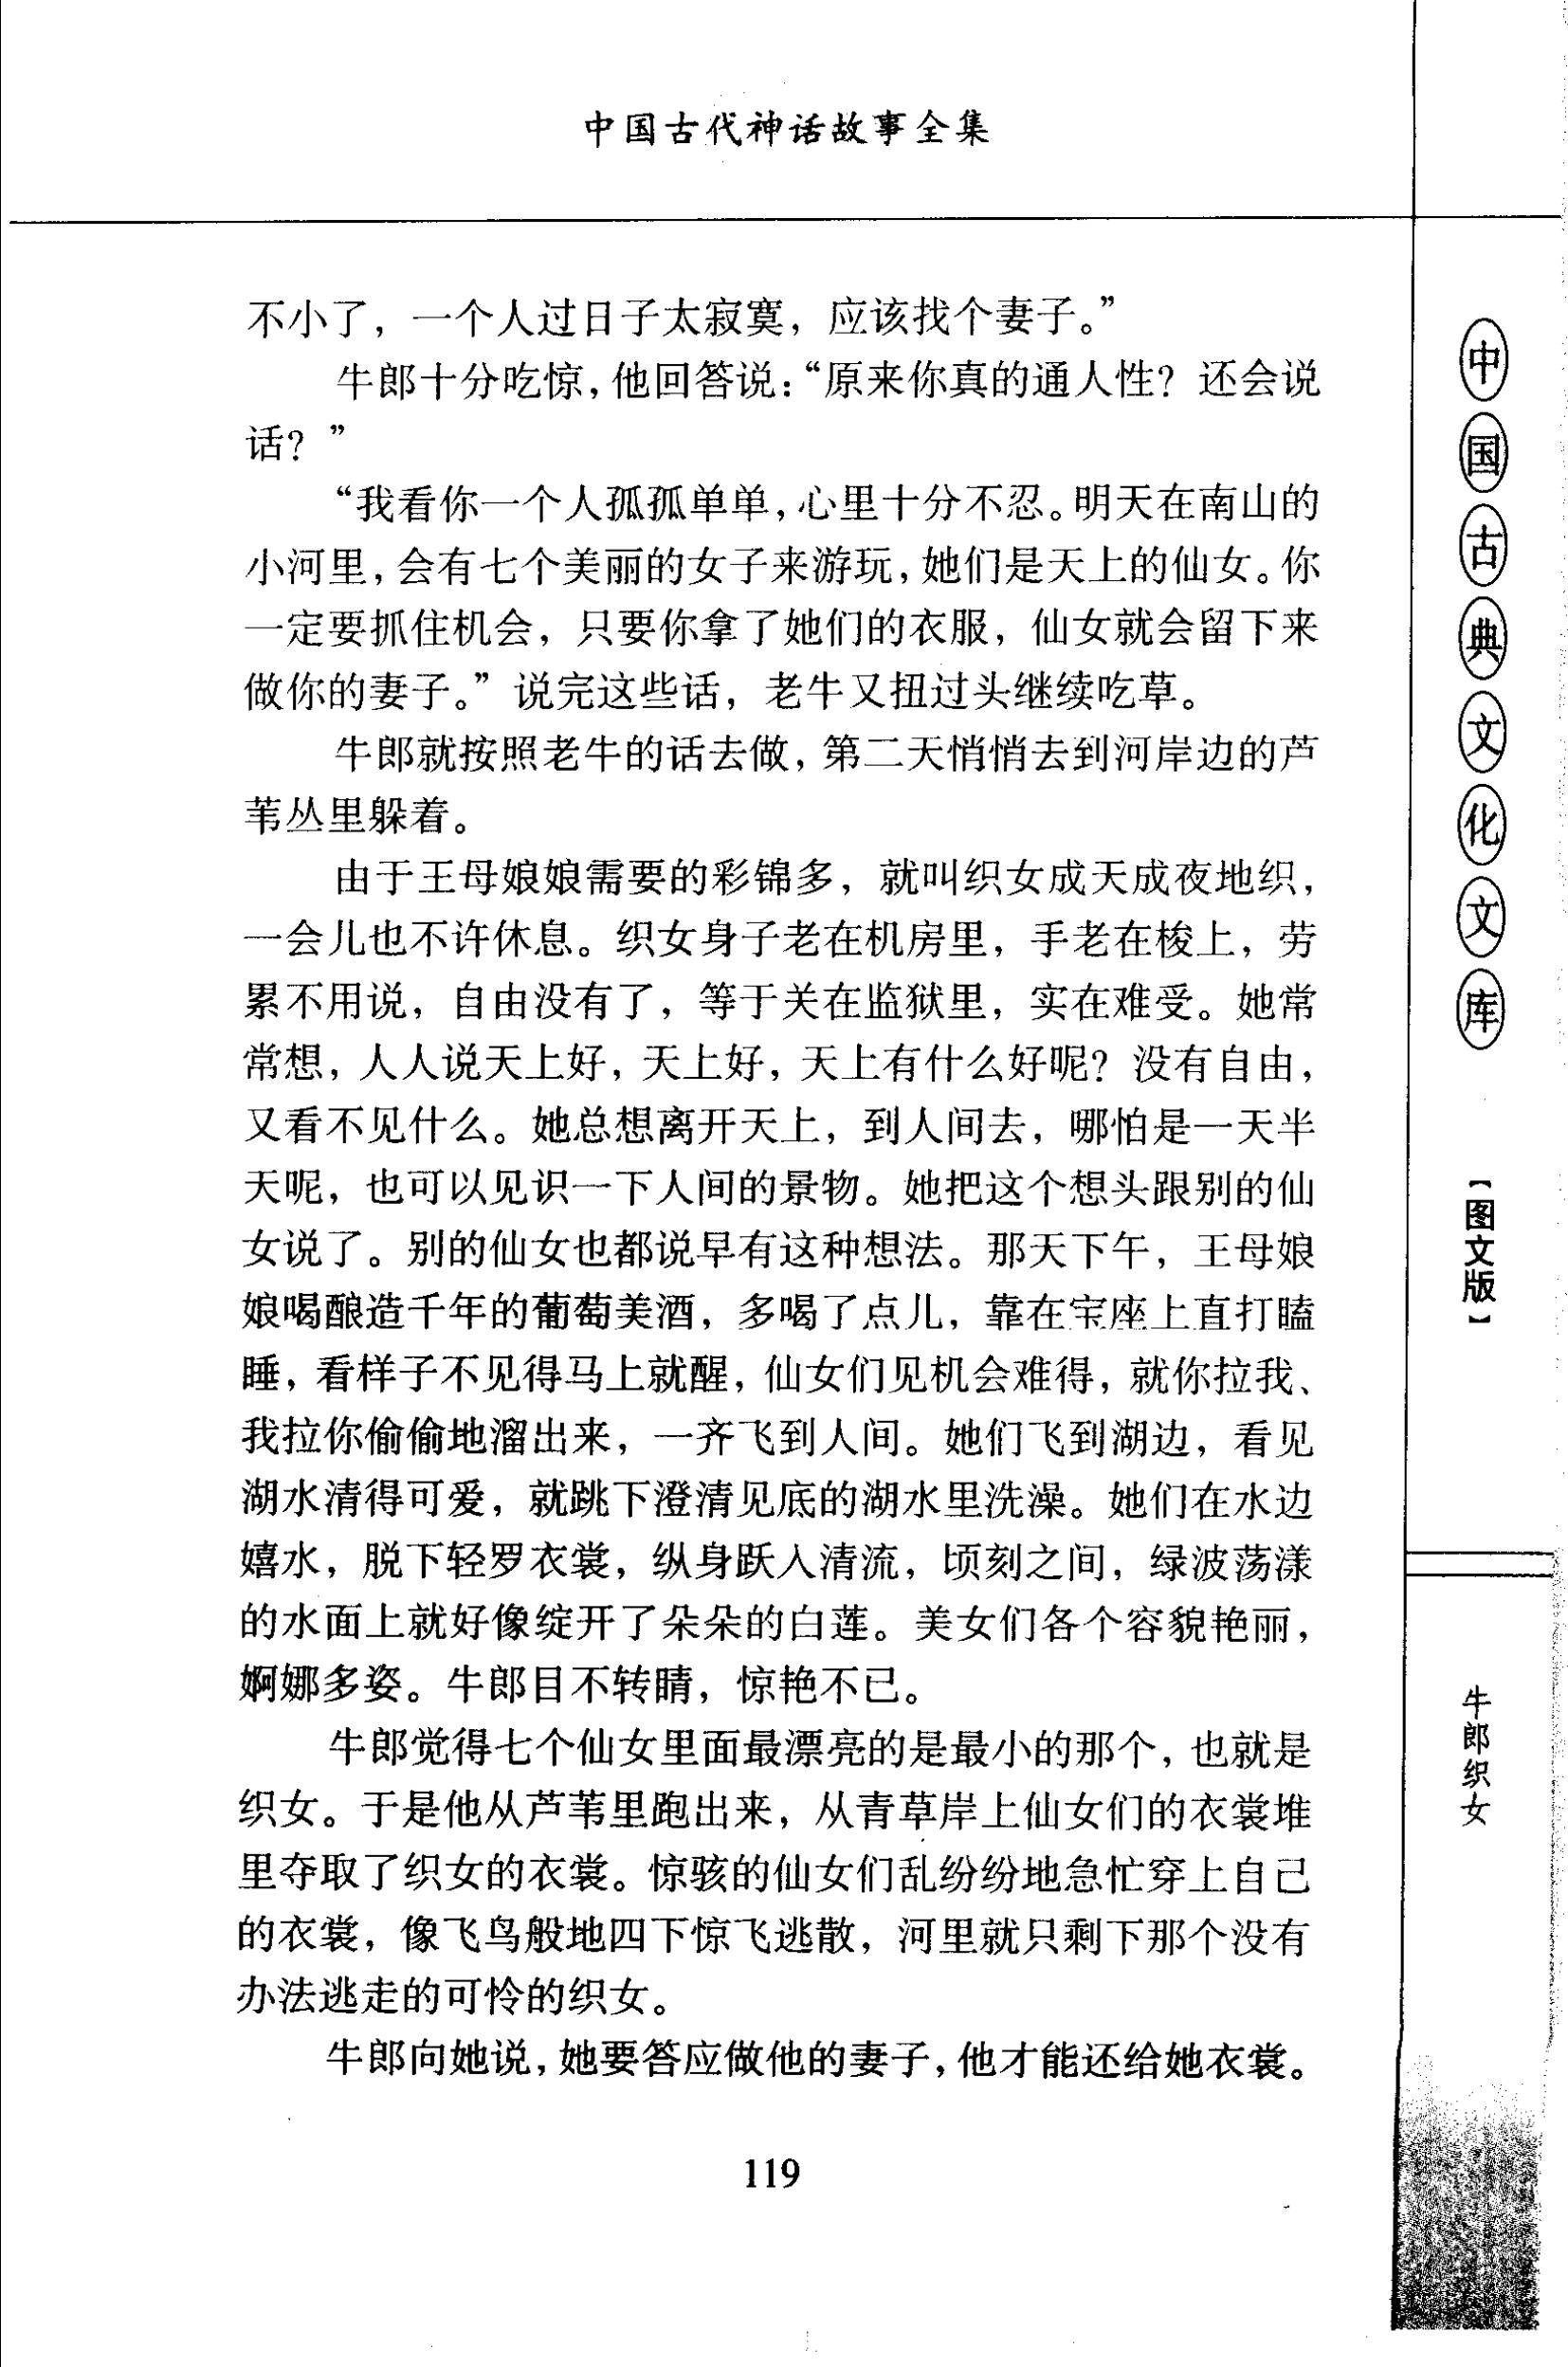 中国古代神话故事全集
不小了，一个人过日子太寂寞，应该找个妻子。”
牛郎十分吃惊，他回答说：“原来你真的通人性？还会说
话？”
“我看你一个人孤孤单单，心里十分不忍。明天在南山的
小河里，会有七个美丽的女子来游玩，她们是天上的仙女。你
一定要抓住机会，只要你拿了她们的衣服，仙女就会留下来
做你的妻子。”说完这些话，老牛又扭过头继续吃草。
牛郎就按照老牛的话去做，第二天悄悄去到河岸边的芦
苇丛里躲着。
由于王母娘娘需要的彩锦多，就叫织女成天成夜地织，
一会儿也不许休息。织女身子老在机房里，手老在梭上，劳
累不用说，自由没有了，等于关在监狱里，实在难受。她常
常想，人人说天上好，天上好，天上有什么好呢？没有自由，
又看不见什么。她总想离开天上，到人间去，哪怕是一天半
天呢，也可以见识一下人间的景物。她把这个想头跟别的仙
女说了。别的仙女也都说早有这种想法。那天下午，王母娘
娘喝酿造千年的葡萄美酒，多喝了点儿，靠在宝座上直打瞌
睡，看样子不见得马上就醒，仙女们见机会难得，就你拉我、
我拉你偷偷地溜出来，一齐飞到人间。她们飞到湖边，看见
湖水清得可爱，就跳下澄清见底的湖水里洗澡。她们在水边
嬉水，脱下轻罗衣裳，纵身跃入清流，顷刻之间，绿波荡漾
的水面上就好像绽开了朵朵的白莲。美女们各个容貌艳丽，
婀娜多姿。牛郎目不转睛，惊艳不已。
牛郎觉得七个仙女里面最漂亮的是最小的那个，也就是
织女。于是他从芦苇里跑出来，从青草岸上仙女们的衣裳堆
里夺取了织女的衣裳。惊骇的仙女们乱纷纷地急忙穿上自己
的衣裳，像飞鸟般地四下惊飞逃散，河里就只剩下那个没有
办法逃走的可怜的织女。
牛郎向她说，她要答应做他的妻子，他才能还给她衣裳。
119
中国古典文化文库
【图文版】
牛郎织女